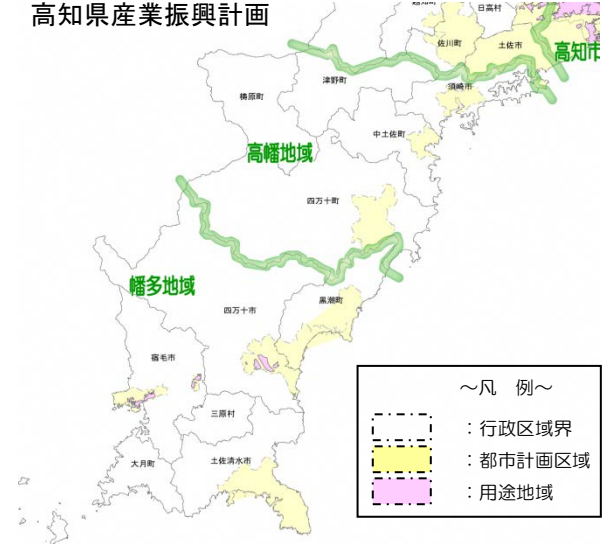 高知県産業振興計画
日高村
佐川町
土佐市
高知市
津野町
須崎市
梼原町
中土佐町
高幡地域
四万十町
幡多地域
黒潮町
四万十市
宿毛市
三原村
大月町
土佐清水市
～凡 例～
：行政区域界
：都市計画区域
：用途地域